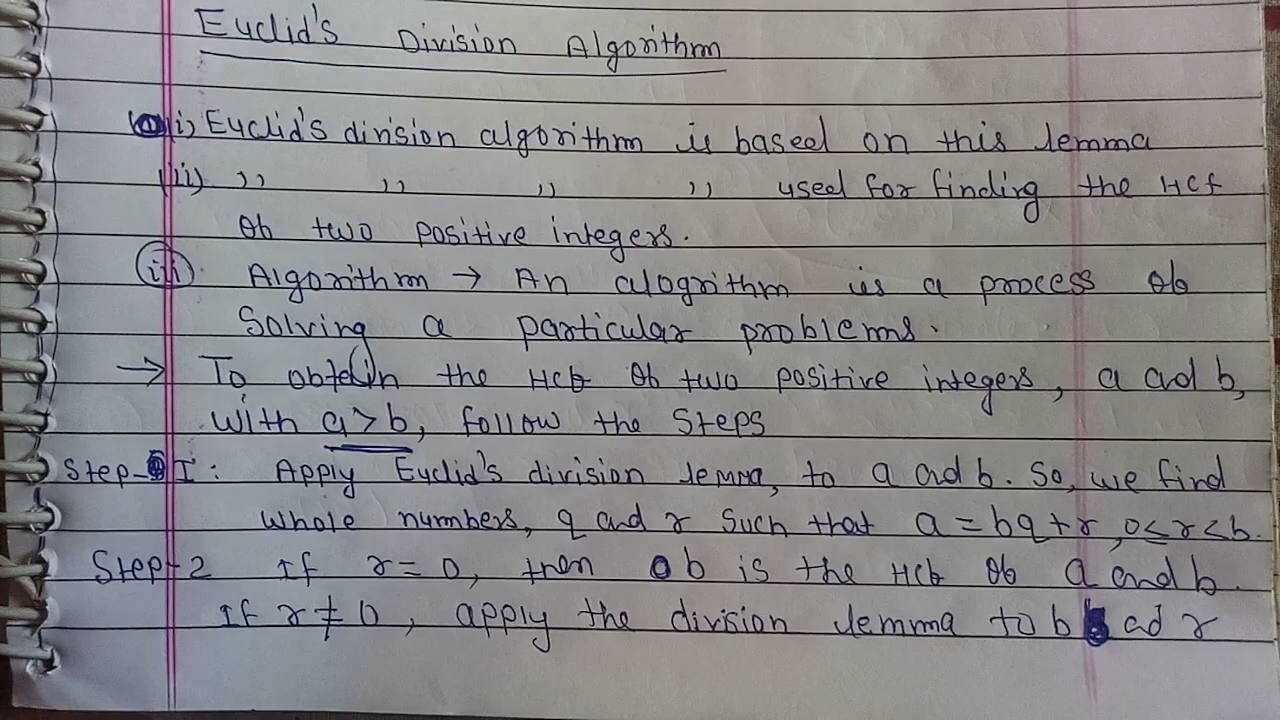 Euclid's Division Algorithm
i) Euclid's division algorithm is based on this lemma
(ii) ,, ,, ,, ,, used for finding the HCF
of two positive integers.
(iii) Algorithm → An alogrithm is a process of
Solving a particular problems.
→ To obtain the HCF of two positive integers, a ad b,
with a > b, follow the Steps
Step-I: Apply Euclid's division lemma, to a ad b. So, we find
whole numbers, q and r such that a = bq + r, 0 ≤ r < b.
Step-2 If r = 0, then b is the HCF of a and b.
If r ≠ 0, apply the division lemma to b ad r